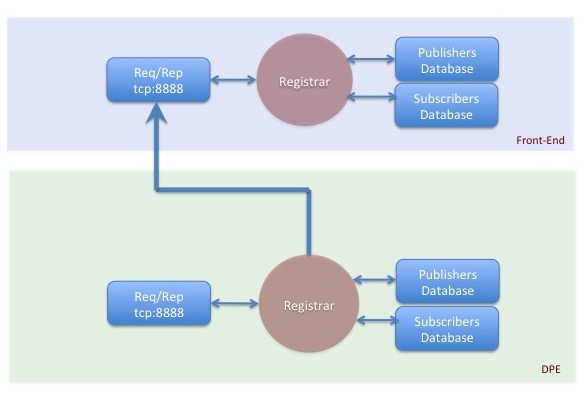 Req/Rep
tcp:8888
Registrar
Publishers
Database
Subscribers
Database
Front-End
Req/Rep
tcp:8888
Registrar
Publishers
Database
Subscribers
Database
DPE